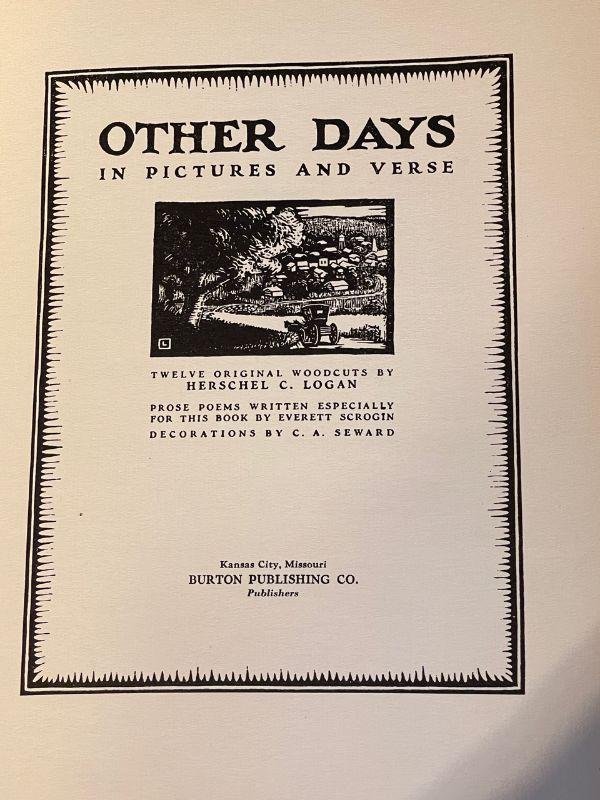 OTHER DAYS
IN PICTURES AND VERSE
L
TWELVE ORIGINAL WOODCUTS BY
HERSCHEL C. LOGAN
PROSE POEMS WRITTEN ESPECIALLY
FOR THIS BOOK BY EVERETT SCROGIN
DECORATIONS BY C. A. SEWARD
Kansas City, Missouri
BURTON PUBLISHING CO.
Publishers